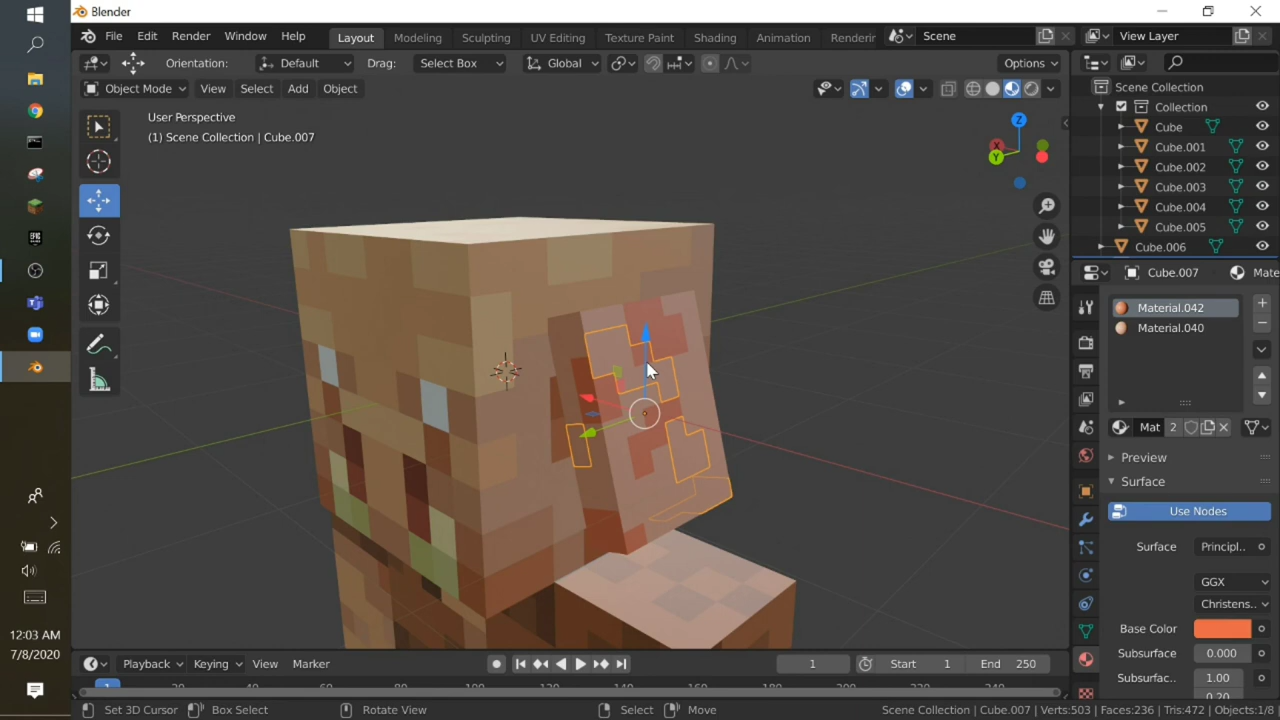 Blender
File Edit Render Window Help Layout Modeling Sculpting UV Editing Texture Paint Shading Animation Renderin Scene View Layer
Orientation: Default Drag: Select Box Global Options
Object Mode View Select Add Object
User Perspective
(1) Scene Collection | Cube.007
Z
X
Y
Scene Collection
Collection
Cube
Cube.001
Cube.002
Cube.003
Cube.004
Cube.005
Cube.006
Cube.007 Mate
Material.042
Material.040
Mat 2
Preview
Surface
Use Nodes
Surface Principl..
GGX
Christens..
Base Color
Subsurface 0.000
Subsurfac.. 1.00
0.20
EPIC
12:03 AM
7/8/2020
Playback Keying View Marker 1 Start 1 End 250
1 20 60 80 100 120 140 160 180 200 220 240
Set 3D Cursor Box Select Rotate View Select Move Scene Collection | Cube.007 | Verts:503 | Faces:236 | Tris:472 | Objects:1/8